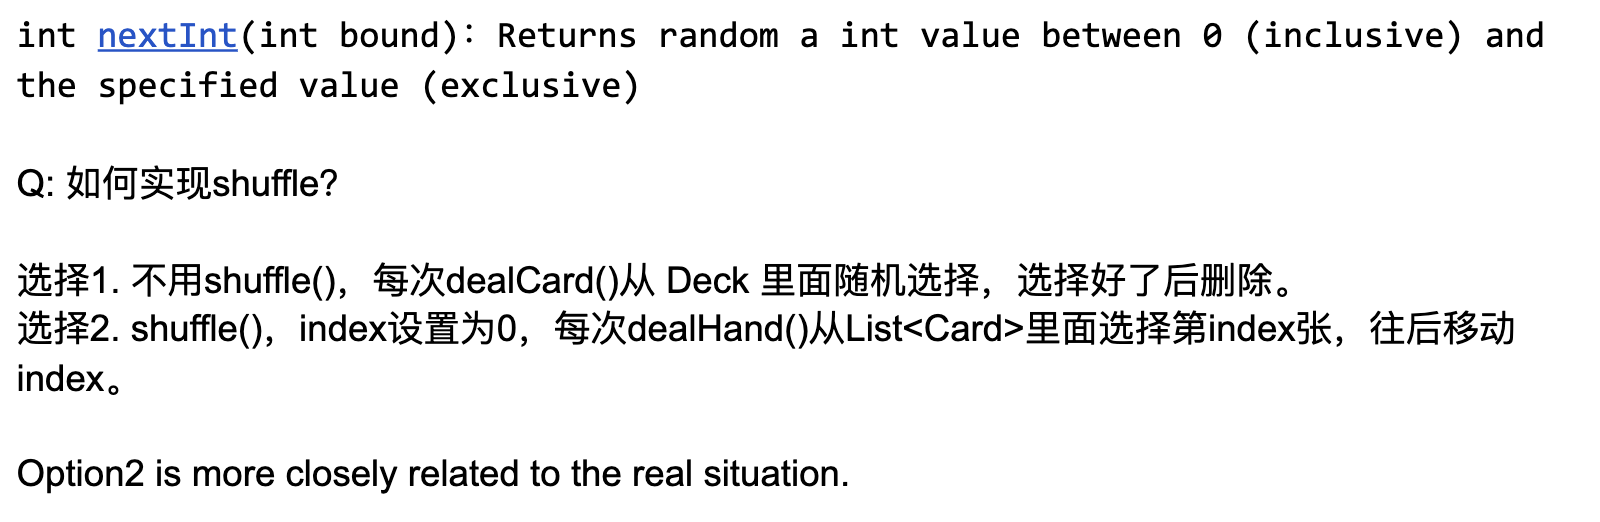 int nextInt(int bound): Returns random a int value between 0 (inclusive) and
the specified value (exclusive)
Q: 如何实现shuffle?
选择1. 不用shuffle()，每次dealCard()从 Deck 里面随机选择，选择好了后删除。
选择2. shuffle()，index设置为0，每次dealHand()从List<Card>里面选择第index张，往后移动
index。
Option2 is more closely related to the real situation.